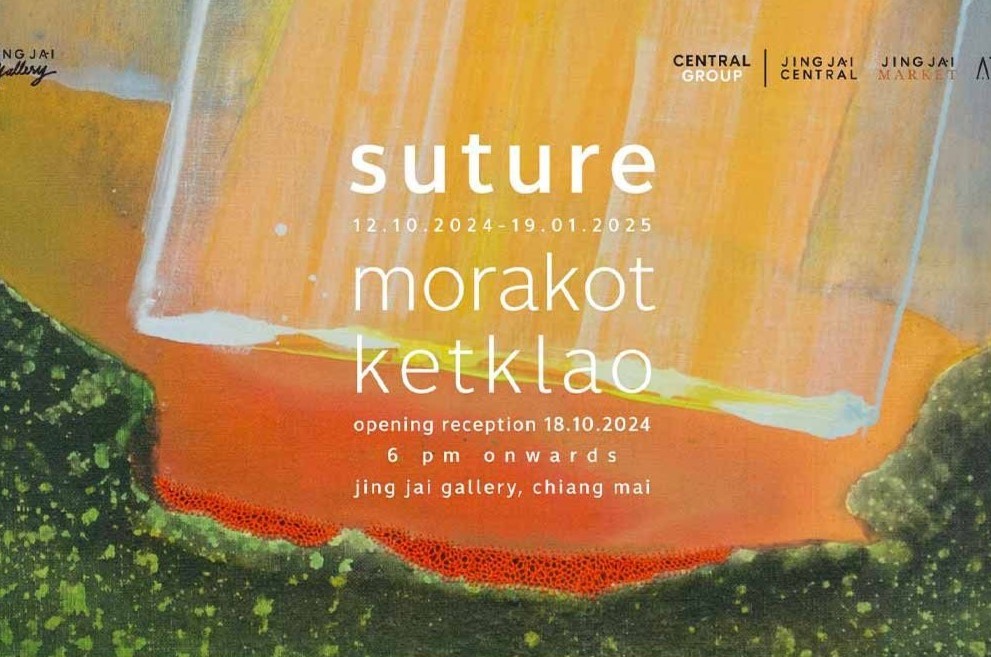 JING JAI
Gallery
CENTRAL
GROUP
JING JAI
CENTRAL
JING JAI
MARKET
suture
12.10.2024-19.01.2025
morakot
ketklao
opening reception 18.10.2024
6 pm onwards
jing jai gallery, chiang mai